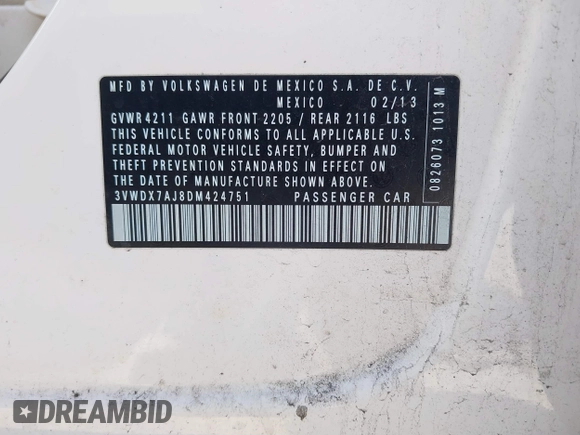 MFD BY VOLKSWAGEN DE MEXICO S.A. DE C.V.
MEXICO 02/13
GVWR 4211 GAWR FRONT 2205 / REAR 2116 LBS
THIS VEHICLE CONFORMS TO ALL APPLICABLE U.S.
FEDERAL MOTOR VEHICLE SAFETY, BUMPER AND
THEFT PREVENTION STANDARDS IN EFFECT ON
THE DATE OF MANUFACTURE SHOWN ABOVE.
3VWDX7AJ8DM424751 PASSENGER CAR
0826073 1013 M
DREAMBID